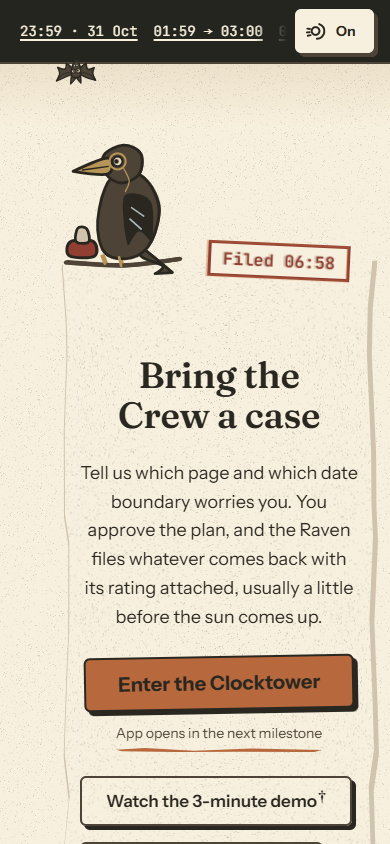 23:59 · 31 Oct 01:59 → 03:00
On
Filed 06:58
Bring the
Crew a case
Tell us which page and which date
boundary worries you. You
approve the plan, and the Raven
files whatever comes back with
its rating attached, usually a little
before the sun comes up.
Enter the Clocktower
App opens in the next milestone
Watch the 3-minute demo†